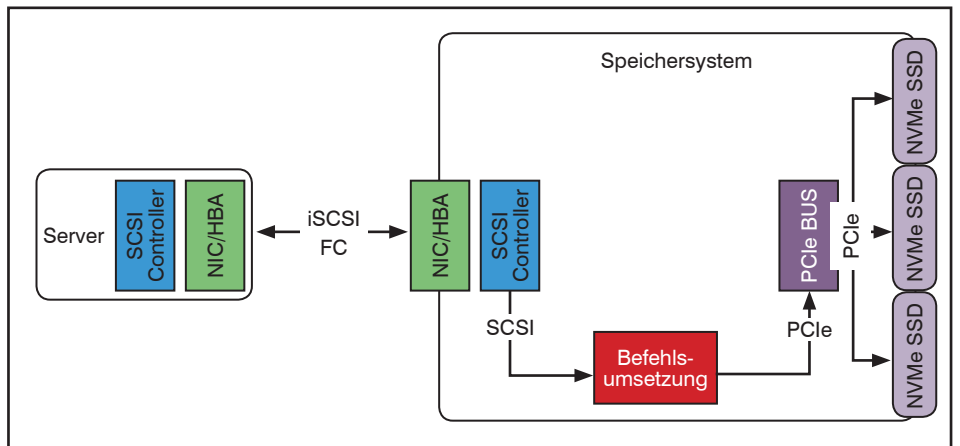 Speichersystem
Server
SCSI
Controller
NIC/HBA
iSCSI
FC
NIC/HBA
SCSI
Controller
SCSI
Befehls-
umsetzung
PCIe
PCIe BUS
PCIe
NVMe SSD
NVMe SSD
NVMe SSD